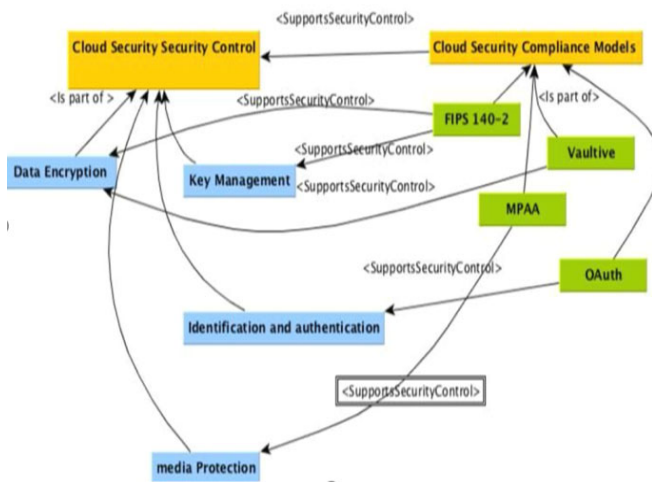 <SupportsSecurityControl>
Cloud Security Security Control
Cloud Security Compliance Models
<Is part of >
<SupportsSecurityControl>
<Is part of>
FIPS 140-2
<SupportsSecurityControl>
Vaultive
Data Encryption
Key Management
<SupportsSecurityControl>
MPAA
<SupportsSecurityControl>
OAuth
Identification and authentication
<SupportsSecurityControl>
media Protection